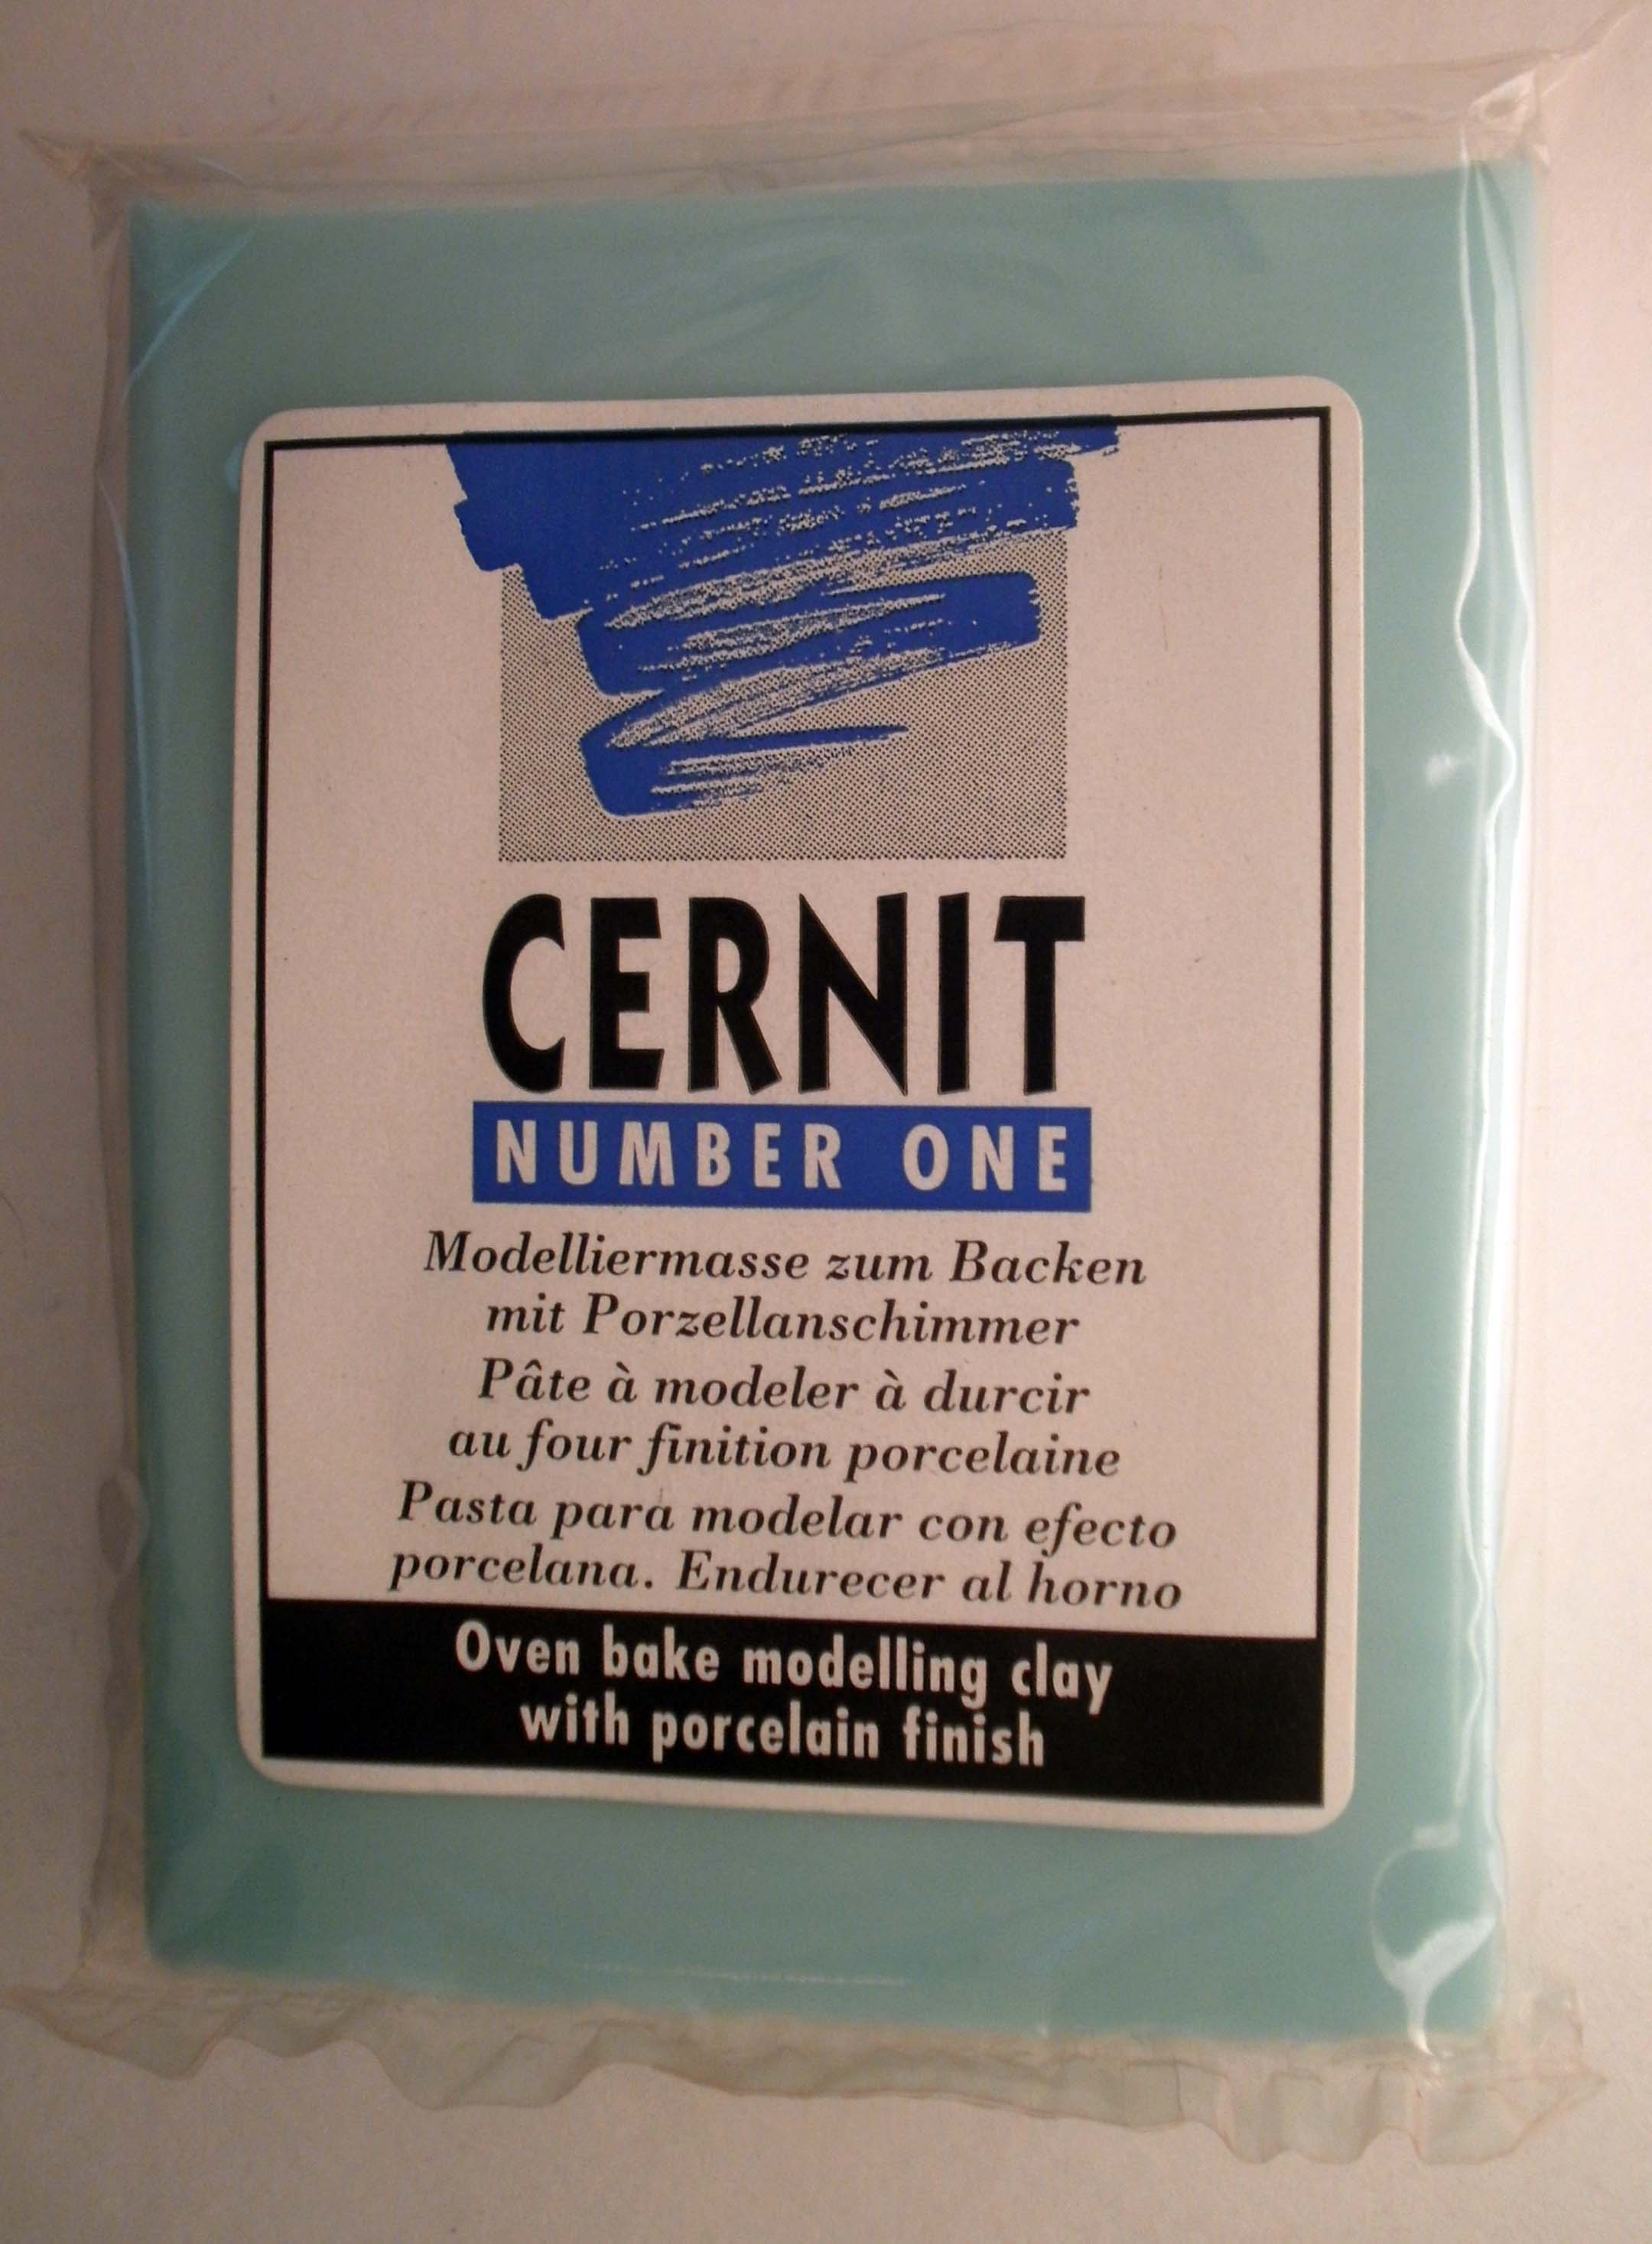 CERNIT
NUMBER ONE
Modelliermasse zum Backen
mit Porzellanschimmer
Pâte à modeler à durcir
au four finition porcelaine
Pasta para modelar con efecto
porcelana. Endurecer al horno
Oven bake modelling clay
with porcelain finish